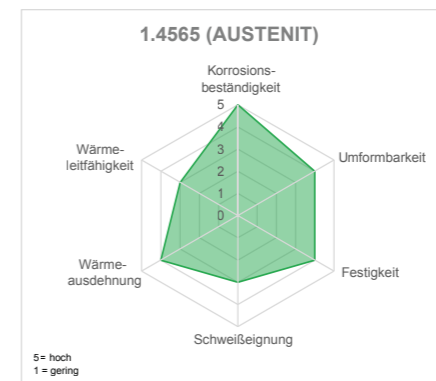 1.4565 (AUSTENIT)
Korrosions-
beständigkeit
5
4
3
2
1
0
Umformbarkeit
Festigkeit
Schweißeignung
Wärme-
ausdehnung
Wärme-
leitfähigkeit
5= hoch
1 = gering